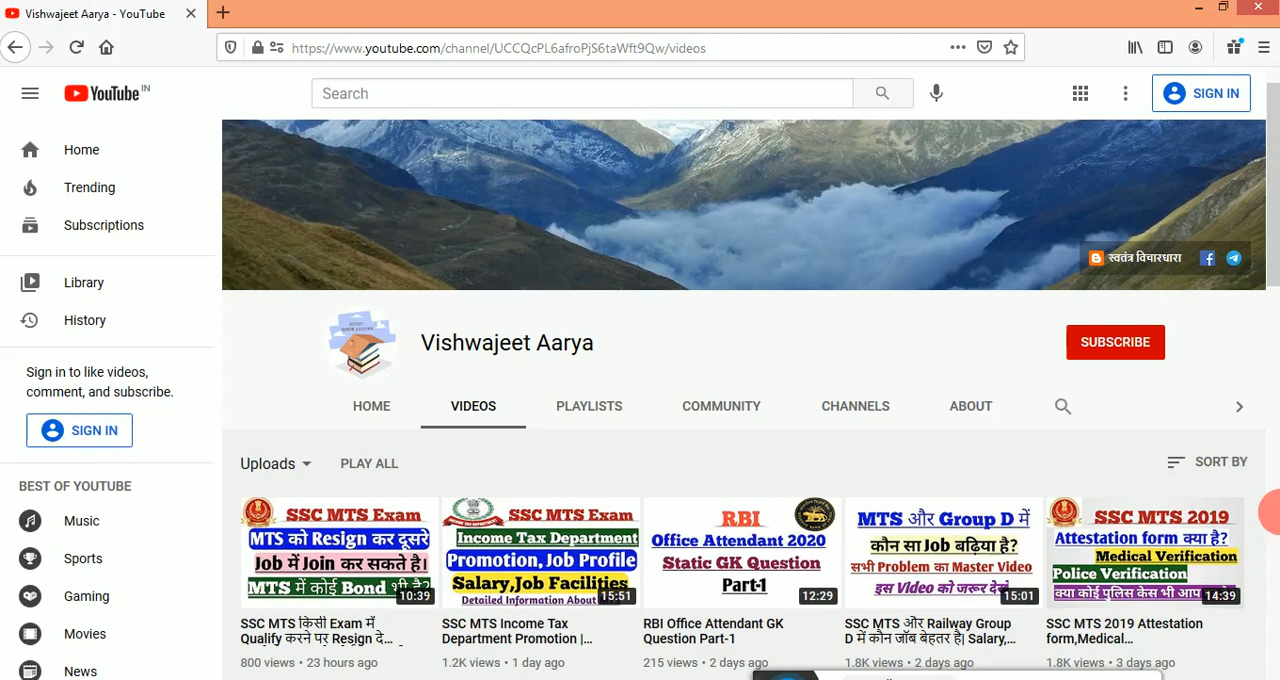 Vishwajeet Aarya - YouTube
https://www.youtube.com/channel/UCCQcPL6afroPjS6taWft9Qw/videos
YouTube IN
Search
SIGN IN
Home
Trending
Subscriptions
Library
History
Sign in to like videos,
comment, and subscribe.
SIGN IN
BEST OF YOUTUBE
Music
Sports
Gaming
Movies
News
स्वतंत्र विचारधारा
Vishwajeet Aarya
SUBSCRIBE
HOME VIDEOS PLAYLISTS COMMUNITY CHANNELS ABOUT
Uploads PLAY ALL SORT BY
SSC MTS Exam
MTS को Resign कर दूसरे
Job में Join कर सकते है।
MTS में कोई Bond भी है?
10:39
SSC MTS किसी Exam में
Qualify करने पर Resign दे...
800 views • 23 hours ago
SSC MTS Exam
Income Tax Department
Promotion, Job Profile
Salary,Job Facilities
Detailed Information About
15:51
SSC MTS Income Tax
Department Promotion |...
1.2K views • 1 day ago
RBI
Office Attendant 2020
Static GK Question
Part-1
12:29
RBI Office Attendant GK
Question Part-1
215 views • 2 days ago
MTS और Group D में
कौन सा Job बढ़िया है?
सभी Problem का Master Video
इस Video को जरूर देखें
15:01
SSC MTS और Railway Group
D में कौन जॉब बेहतर है| Salary,...
1.8K views • 2 days ago
SSC MTS 2019
Attestation form क्या है?
Medical Verification
Police Verification
क्या कोई पुलिस केस भी आप
14:39
SSC MTS 2019 Attestation
form,Medical...
1.8K views • 3 days ago